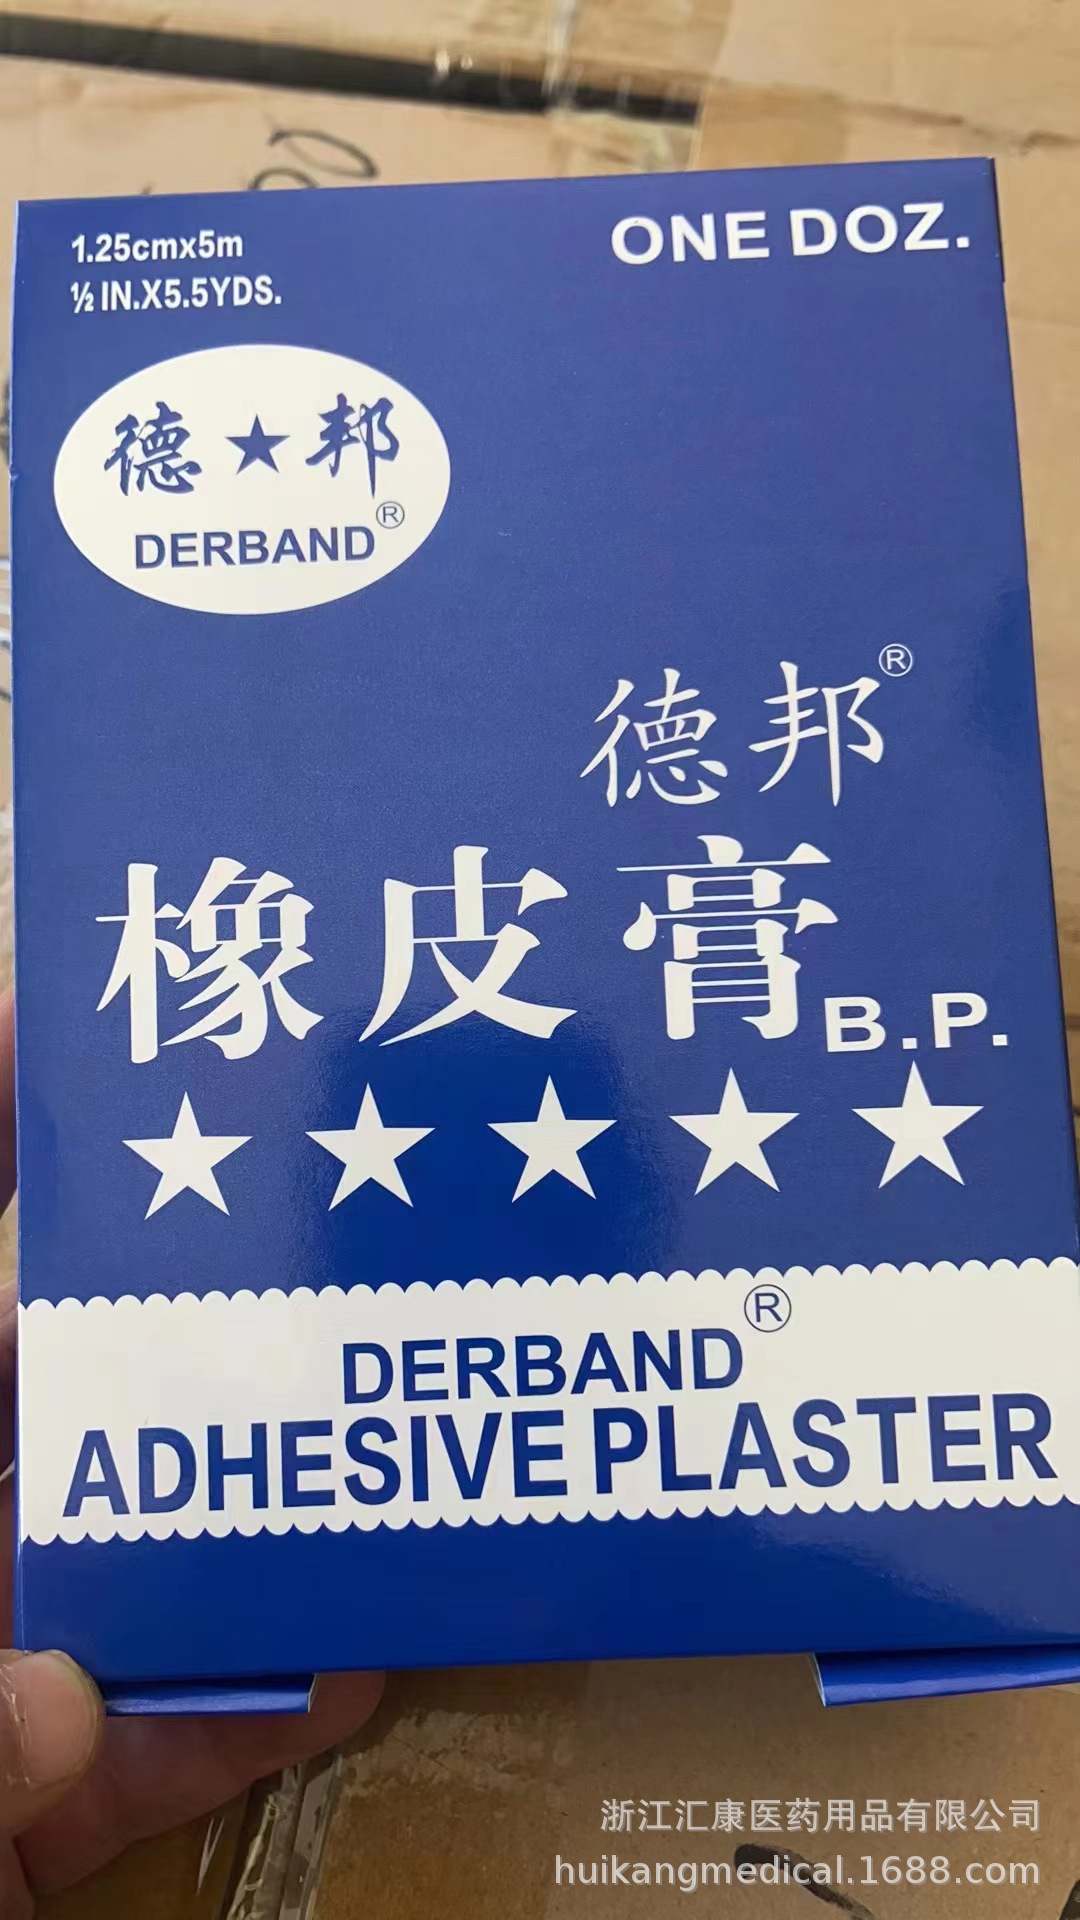 1.25cmx5m
½ IN.X5.5YDS.
ONE DOZ.
德★邦
DERBAND®
德邦®
橡皮膏B.P.
★★★★★
DERBAND®
ADHESIVE PLASTER
浙江汇康医药用品有限公司
huikangmedical.1688.com